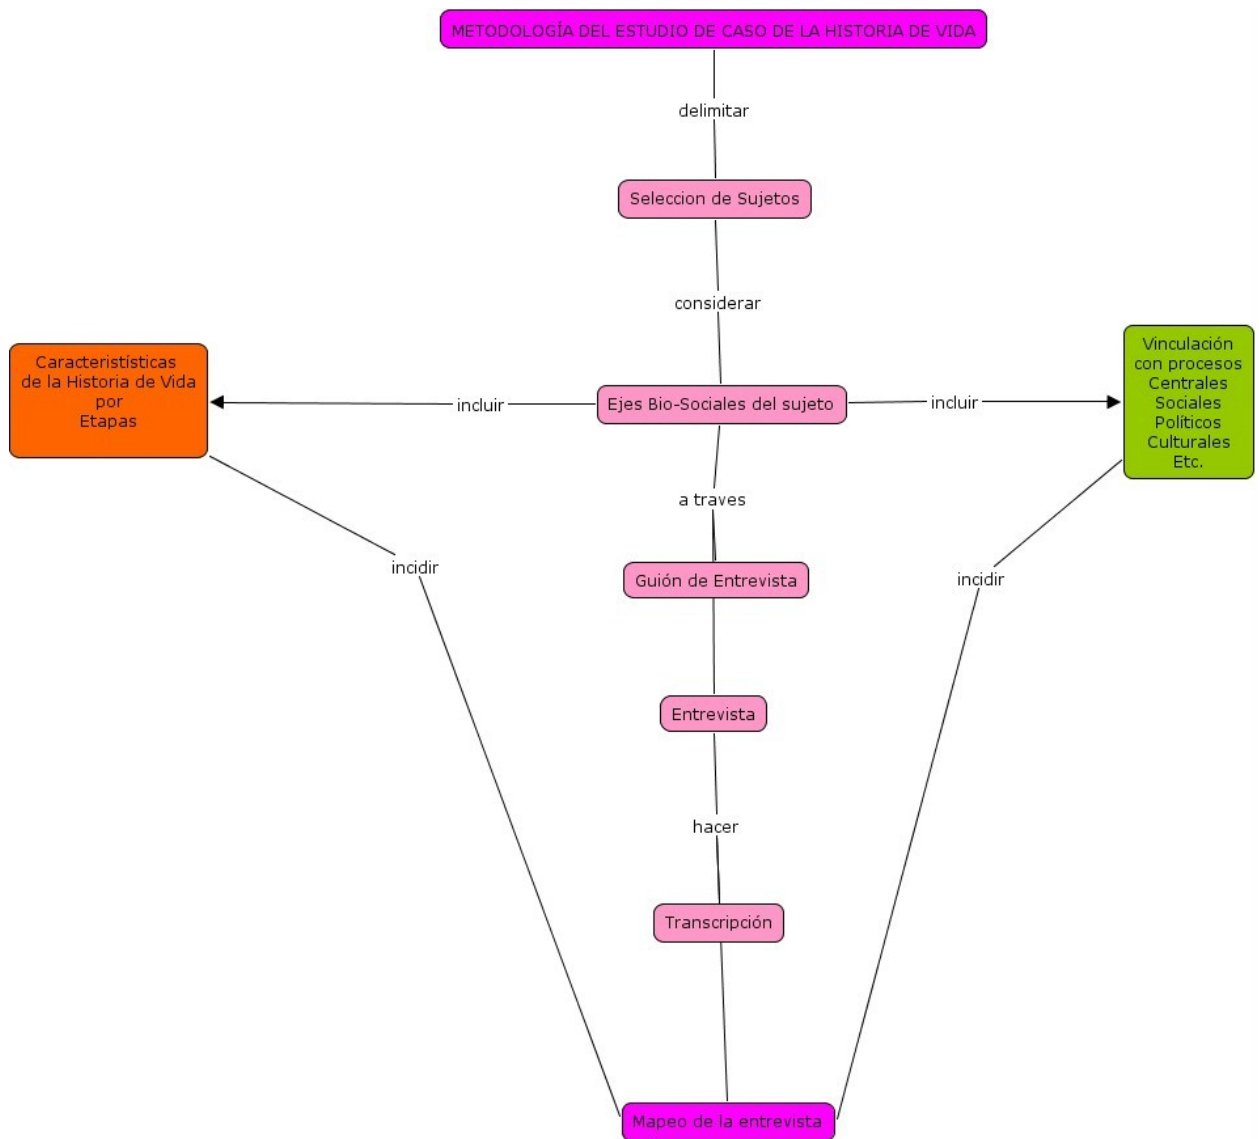 METODOLOGÍA DEL ESTUDIO DE CASO DE LA HISTORIA DE VIDA
delimitar
Seleccion de Sujetos
considerar
Caracteristísticas
de la Historia de Vida
por
Etapas
incluir
Ejes Bio-Sociales del sujeto
incluir
Vinculación
con procesos
Centrales
Sociales
Políticos
Culturales
Etc.
a traves
incidir
Guión de Entrevista
incidir
Entrevista
hacer
Transcripción
Mapeo de la entrevista